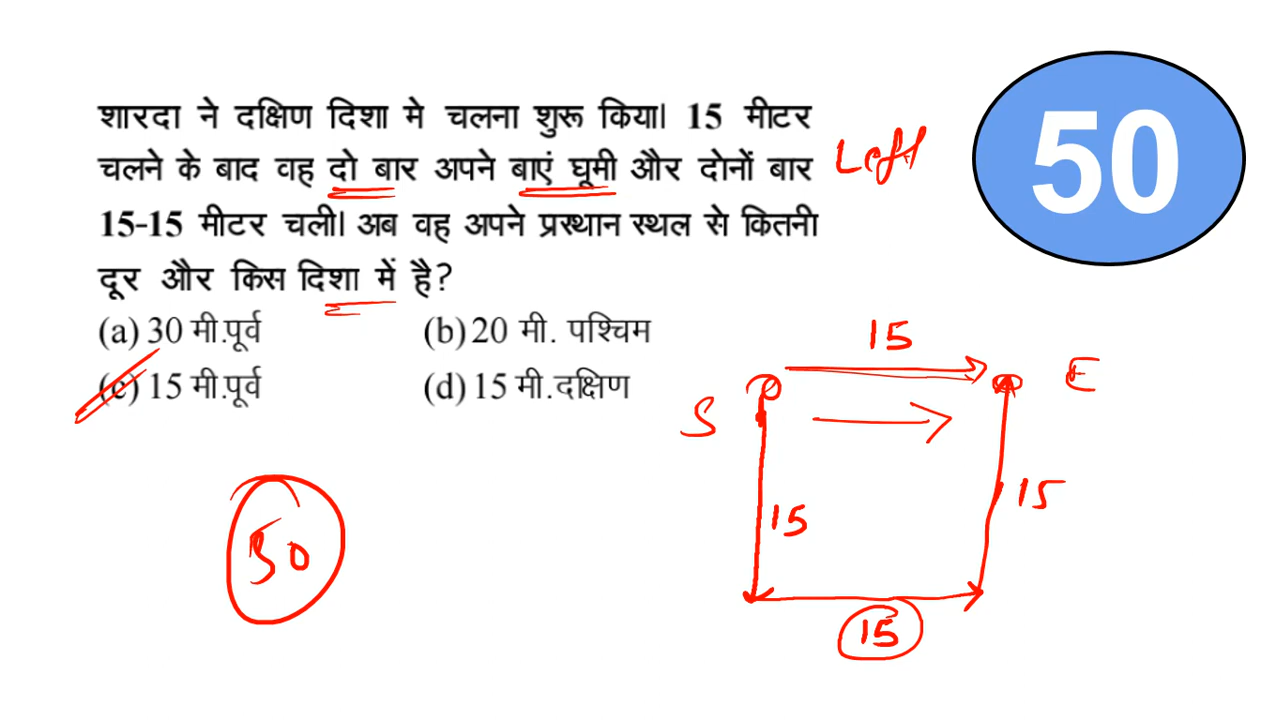 शारदा ने दक्षिण दिशा मे चलना शुरू किया। 15 मीटर
चलने के बाद वह दो बार अपने बाएं घूमी और दोनों बार
15-15 मीटर चली। अब वह अपने प्रस्थान स्थल से कितनी
दूर और किस दिशा में है?
(a) 30 मी.पूर्व (b) 20 मी. पश्चिम
(c) 15 मी.पूर्व (d) 15 मी.दक्षिण
Left
50
15
E
S
15
15
15
50